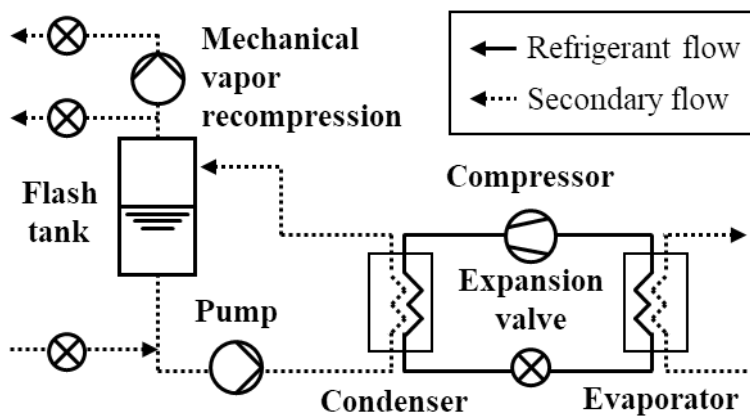 Mechanical
vapor
recompression
Refrigerant flow
Secondary flow
Flash
tank
Compressor
Expansion
valve
Pump
Condenser
Evaporator